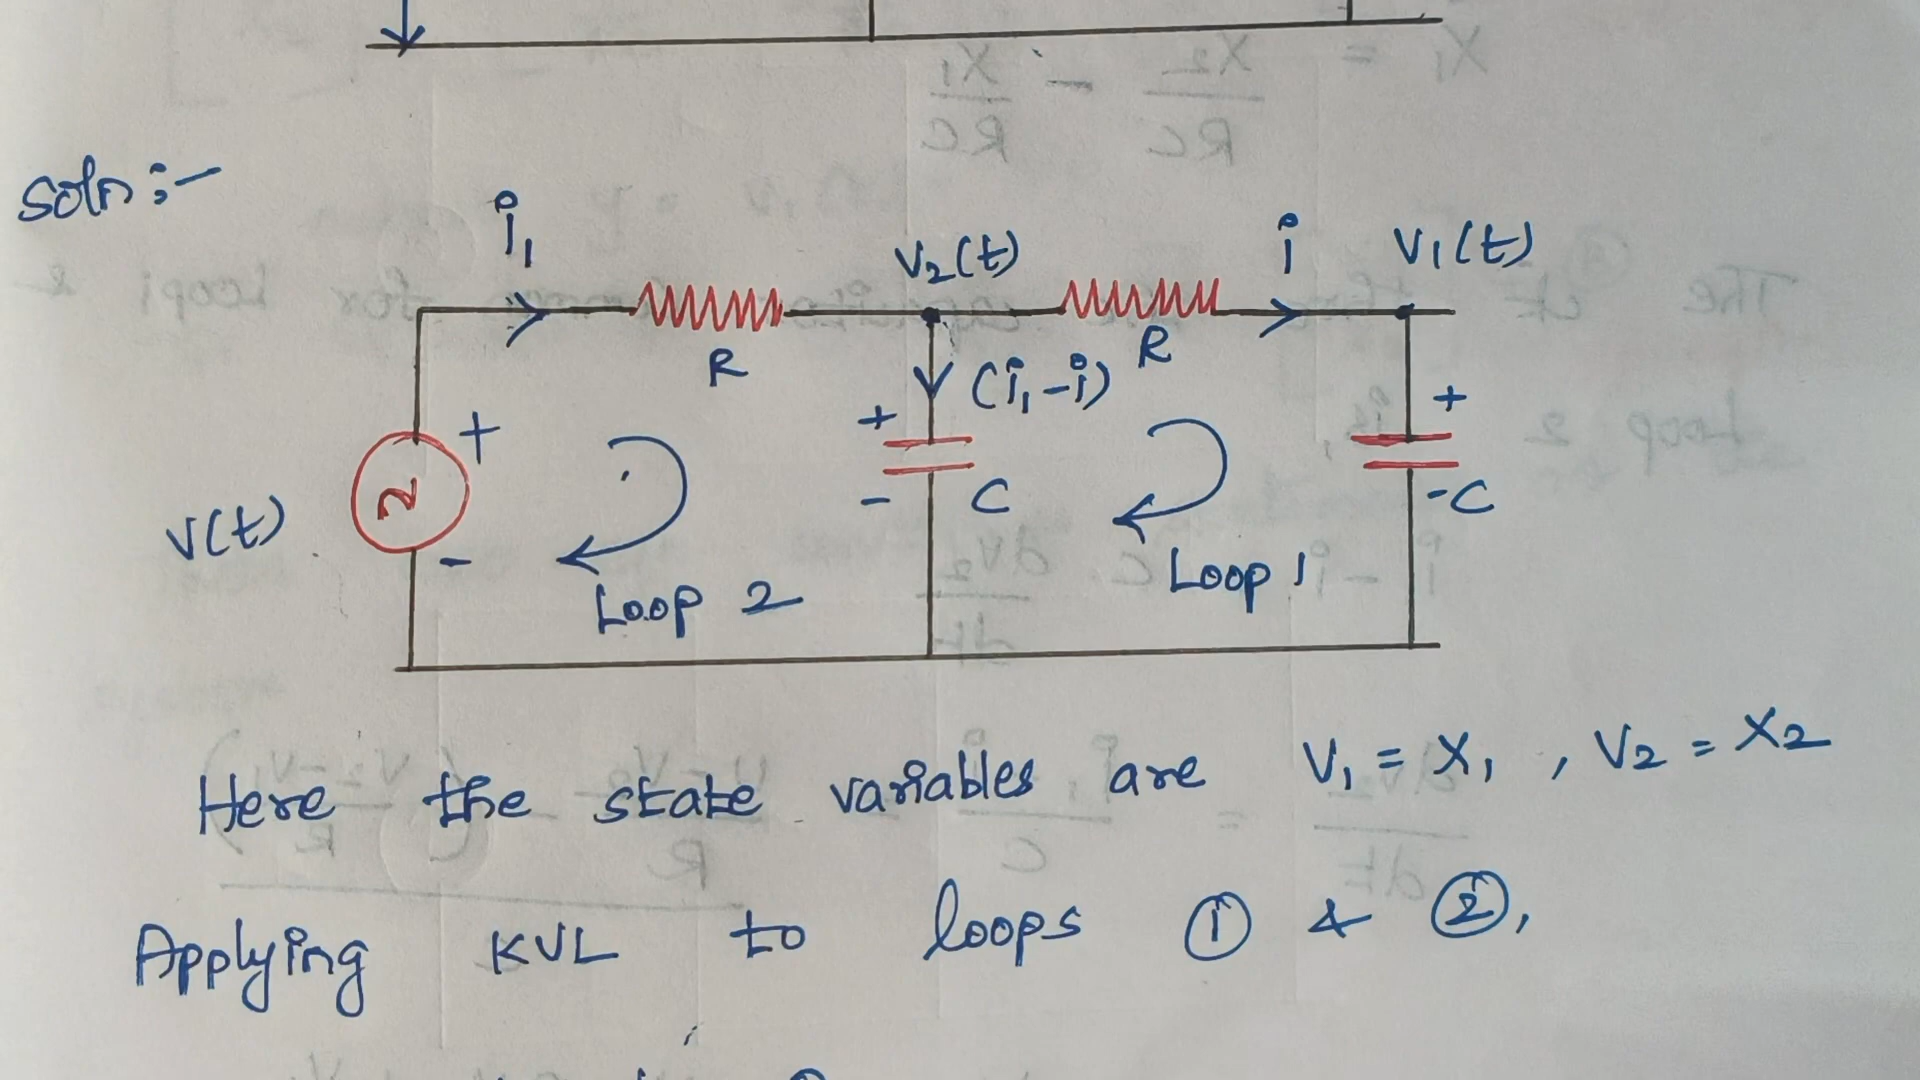 Soln :-
i₁ V₂(t) i V₁(t)
R R
(i₁-i)
+ + +
V(t) - C -C
-
Loop 2 Loop 1
Here the state variables are V₁ = X₁ , V₂ = X₂
Applying KVL to loops ① & ②,